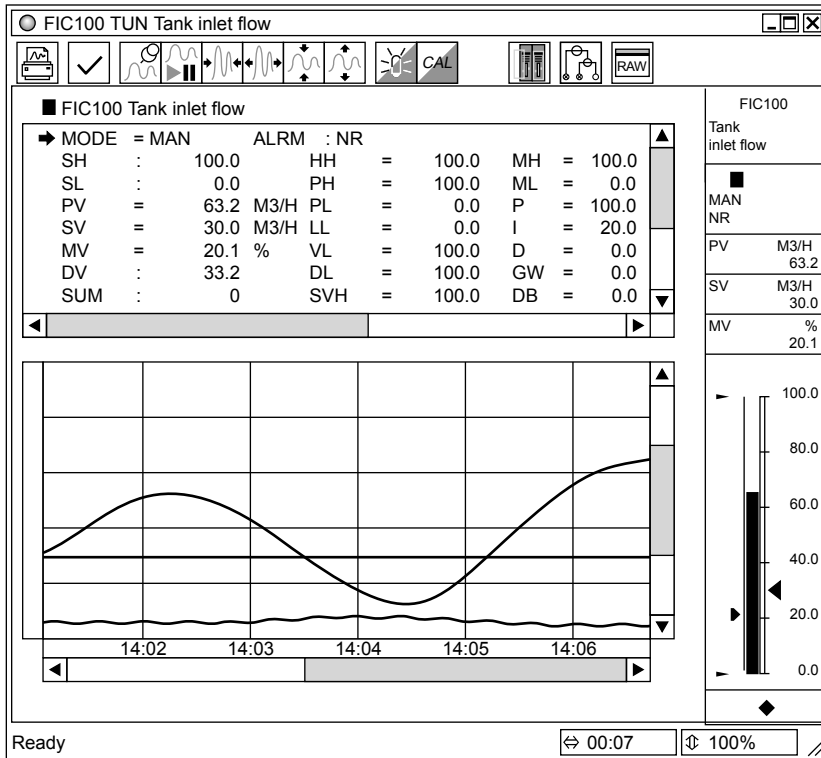 FIC100 TUN Tank inlet flow
CAL RAW
FIC100 Tank inlet flow
MODE = MAN ALRM : NR
SH : 100.0 HH = 100.0 MH = 100.0
SL : 0.0 PH = 100.0 ML = 0.0
PV = 63.2 M3/H PL = 0.0 P = 100.0
SV = 30.0 M3/H LL = 0.0 I = 20.0
MV = 20.1 % VL = 100.0 D = 0.0
DV : 33.2 DL = 100.0 GW = 0.0
SUM : 0 SVH = 100.0 DB = 0.0
14:02 14:03 14:04 14:05 14:06
FIC100
Tank
inlet flow
MAN
NR
PV M3/H
63.2
SV M3/H
30.0
MV %
20.1
100.0
80.0
60.0
40.0
20.0
0.0
Ready 00:07 100%